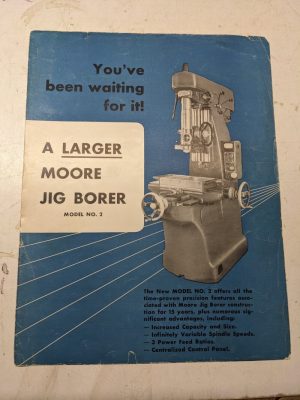 You've
been waiting
for it!
A LARGER
MOORE
JIG BORER
MODEL NO. 2
The New MODEL NO. 2 offers all the
time-proven precision features asso-
ciated with Moore Jig Borer construc-
tion for 15 years, plus numerous sig-
nificant advantages, including:
— Increased Capacity and Size.
— Infinitely Variable Spindle Speeds.
— 3 Power Feed Ratios.
— Centralized Control Panel.